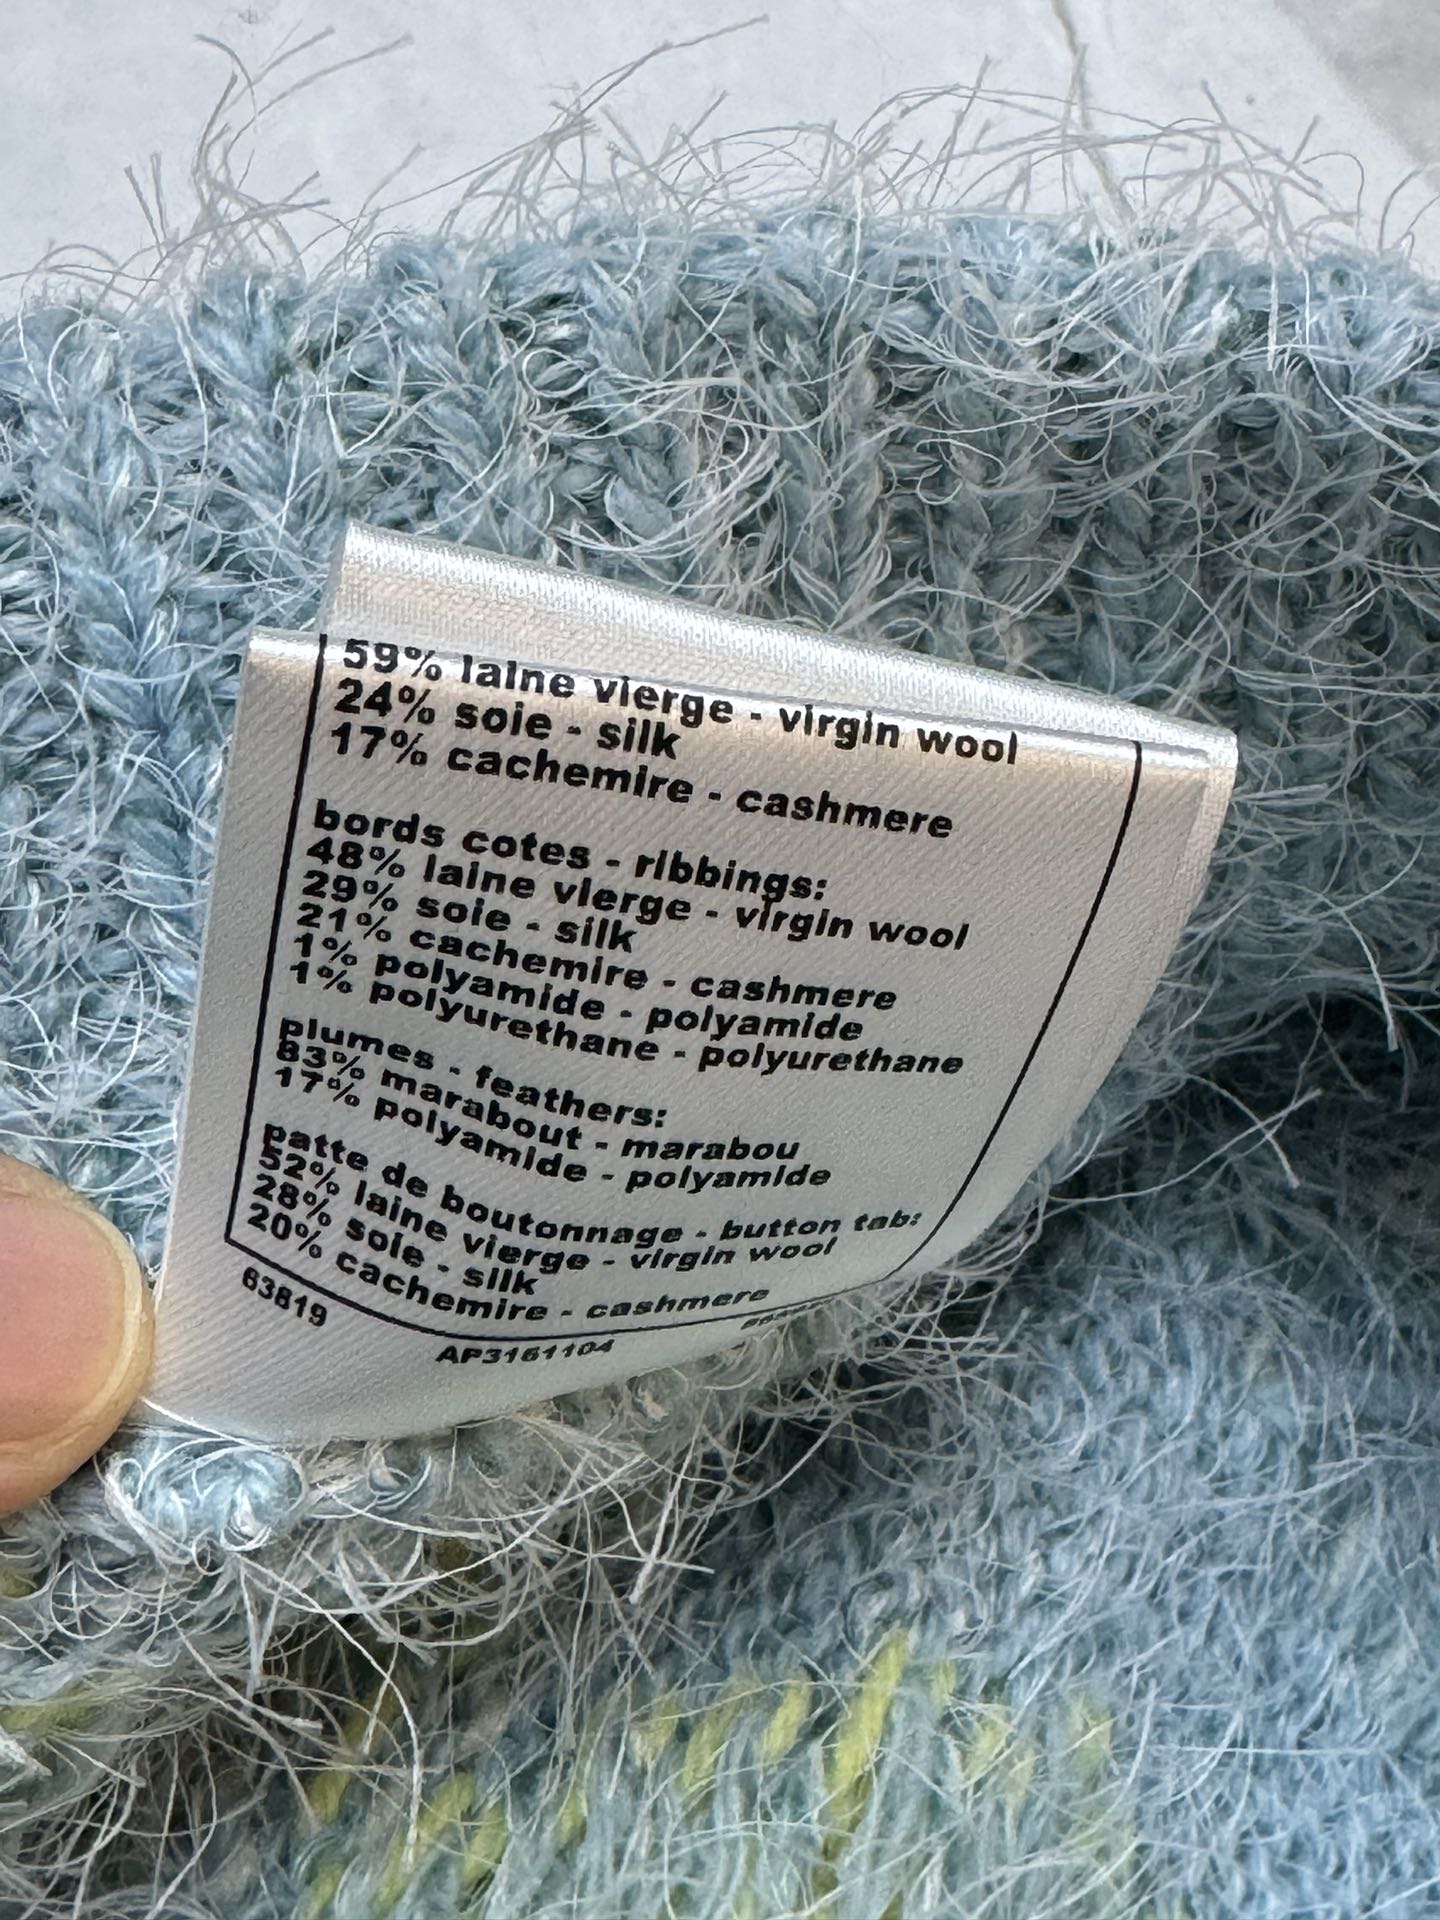 59% laine vierge - virgin wool
24% soie - silk
17% cachemire - cashmere
bords cotes - ribbings:
48% laine vierge - virgin wool
29% soie - silk
21% cachemire - cashmere
1% polyamide - polyamide
1% polyurethane - polyurethane
plumes - feathers:
83% marabout - marabou
17% polyamide - polyamide
patte de boutonnage - button tab:
52% laine vierge - virgin wool
28% soie - silk
20% cachemire - cashmere
63819
AP3161104